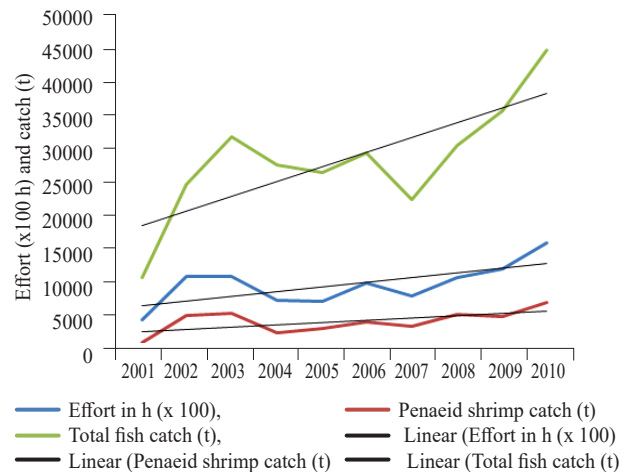 50000
45000
40000
35000
30000
25000
20000
15000
10000
5000
0
Effort (x100 h) and catch (t)
2001 2002 2003 2004 2005 2006 2007 2008 2009 2010
Effort in h (x 100), Penaeid shrimp catch (t)
Total fish catch (t), Linear (Effort in h (x 100)
Linear (Penaeid shrimp catch (t) Linear (Total fish catch (t)